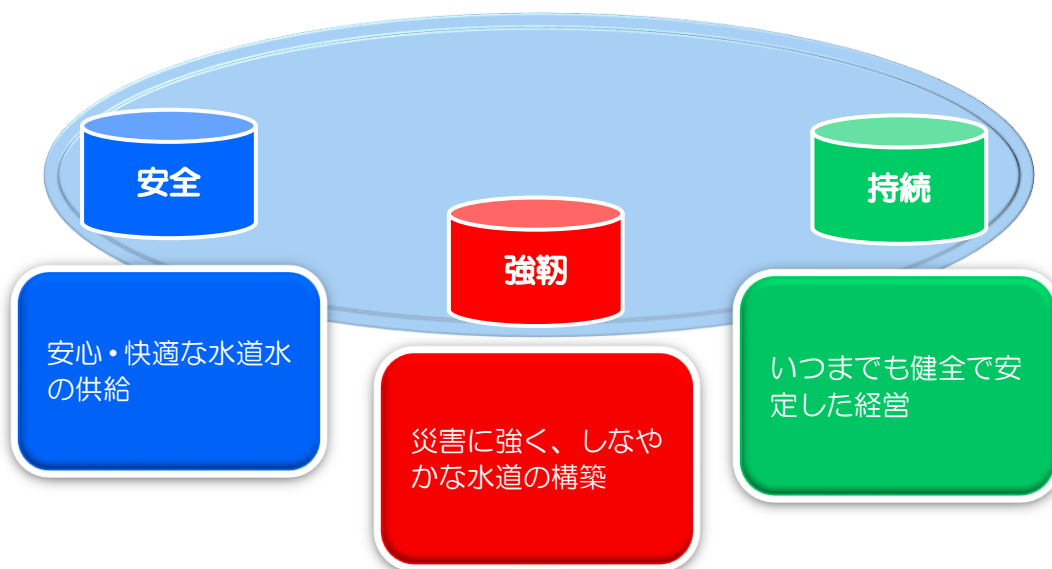 安全
強靭
持続
安心・快適な水道水
の供給
災害に強く、しなや
かな水道の構築
いつまでも健全で安
定した経営